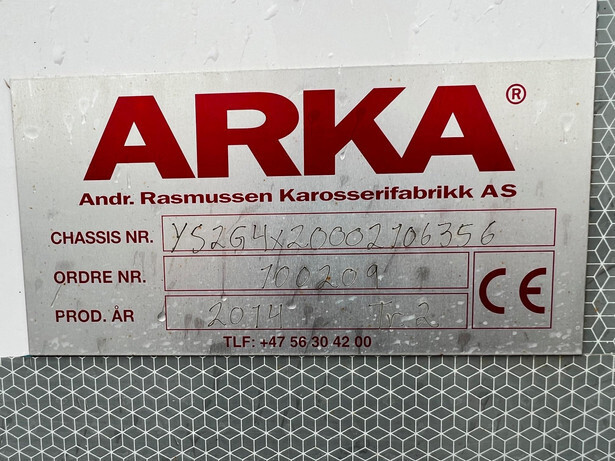 ARKA®
Andr. Rasmussen Karosserifabrikk AS
CHASSIS NR. YS2G4X20002106356
ORDRE NR. 100209
PROD. ÅR 2014 Tr 2
CE
TLF: +47 56 30 42 00